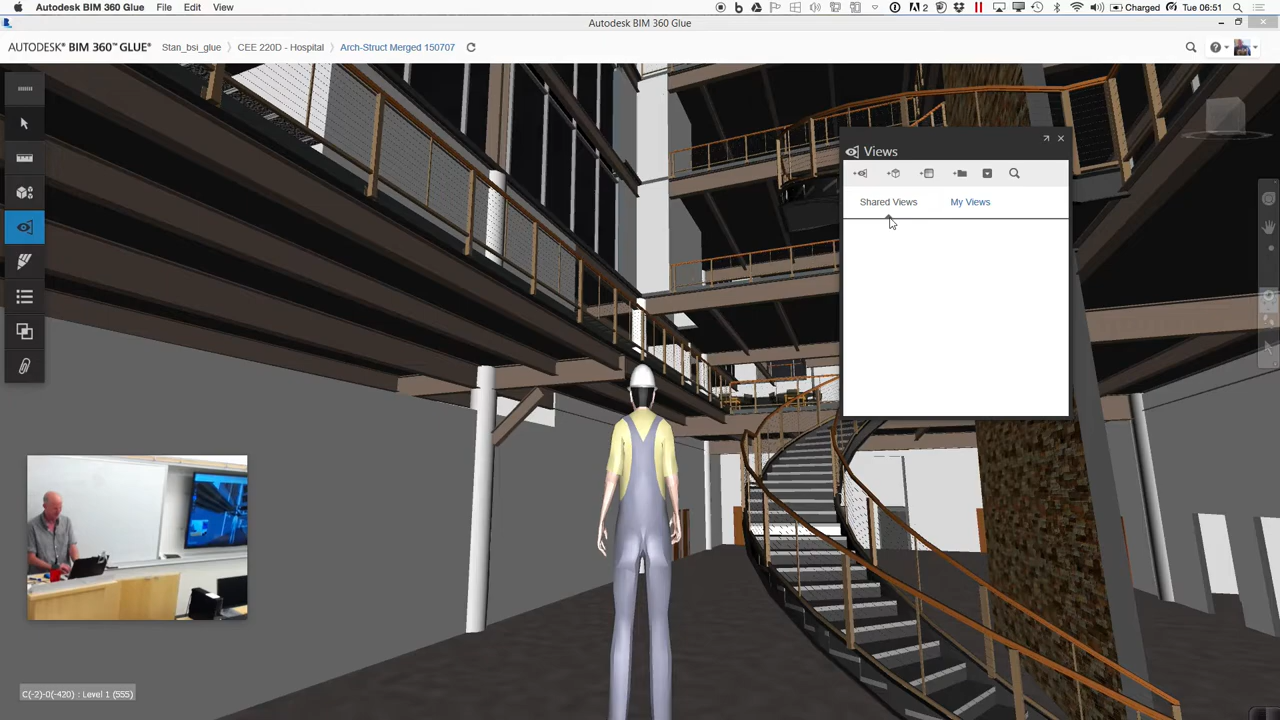 Autodesk BIM 360 Glue File Edit View
2 Charged Tue 06:51
Autodesk BIM 360 Glue
AUTODESK® BIM 360™ GLUE® Stan_bsi_glue CEE 220D - Hospital Arch-Struct Merged 150707
Views
Shared Views My Views
C(-2)-0(-420) : Level 1 (555)